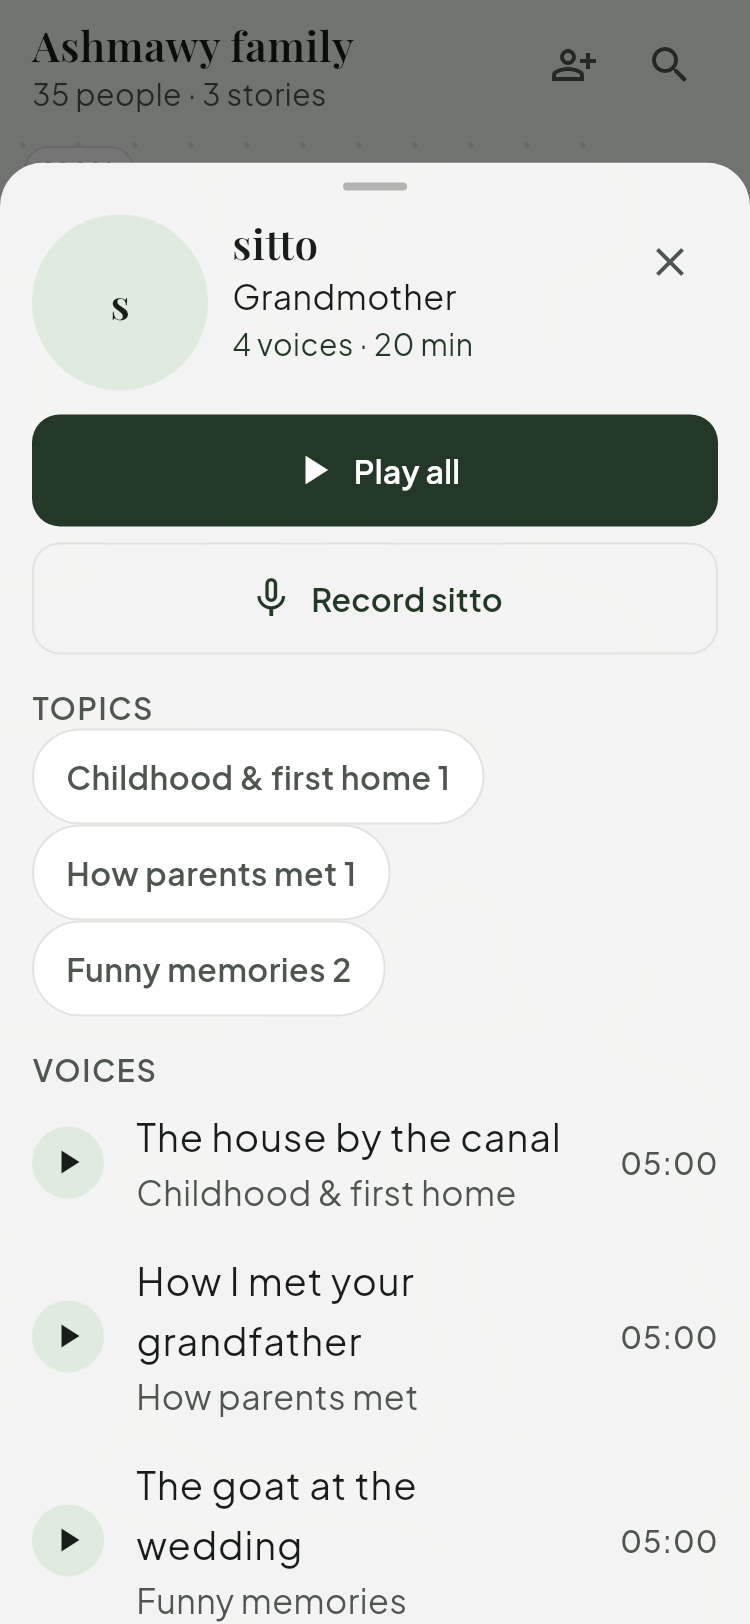 Ashmawy family
35 people · 3 stories
sitto
s
Grandmother
4 voices · 20 min
Play all
Record sitto
TOPICS
Childhood & first home 1
How parents met 1
Funny memories 2
VOICES
The house by the canal
Childhood & first home
05:00
How I met your
grandfather
How parents met
05:00
The goat at the
wedding
Funny memories
05:00